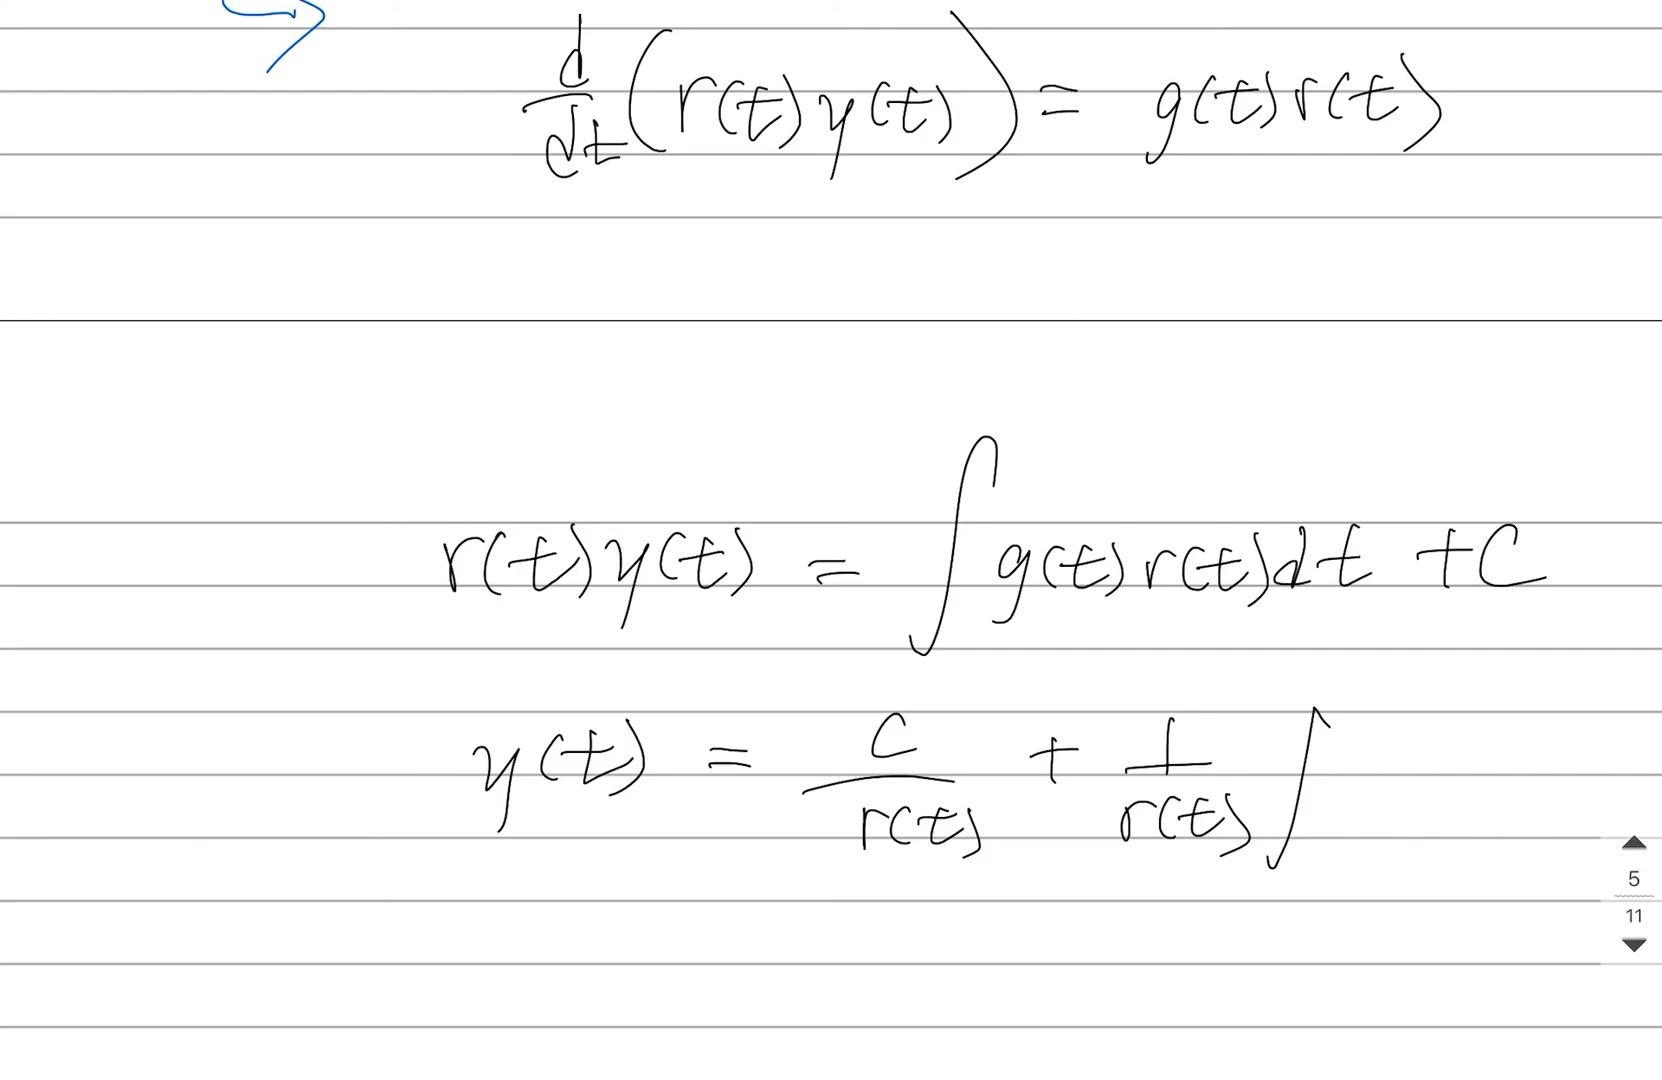 d/dt (r(t) y(t)) = g(t) r(t)
r(t) y(t) = ∫ g(t) r(t) dt + C
y(t) = C/r(t) + 1/r(t) ∫
5
11